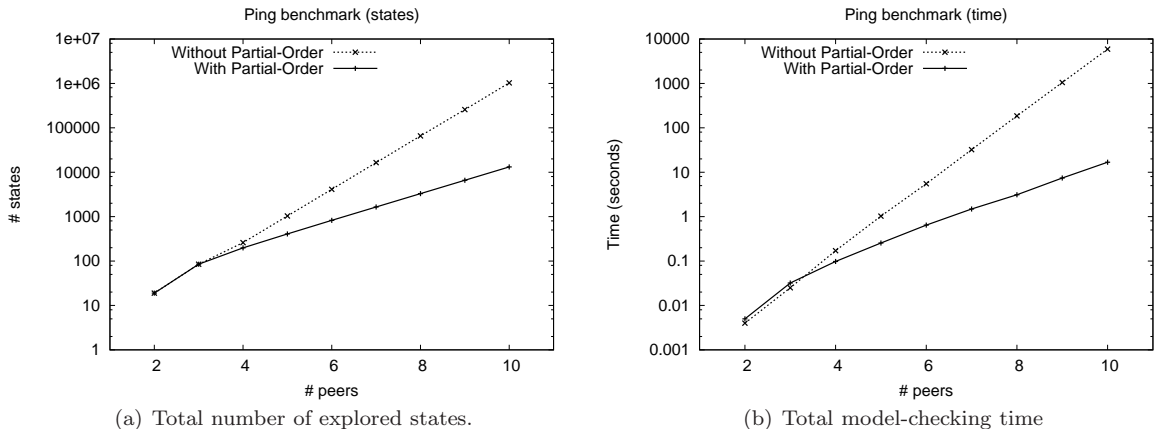 Ping benchmark (states)
1e+07
1e+06
100000
10000
1000
100
10
1
# states
Without Partial-Order
With Partial-Order
2 4 6 8 10
# peers
(a) Total number of explored states.
Ping benchmark (time)
10000
1000
100
10
1
0.1
0.01
0.001
Time (seconds)
Without Partial-Order
With Partial-Order
2 4 6 8 10
# peers
(b) Total model-checking time